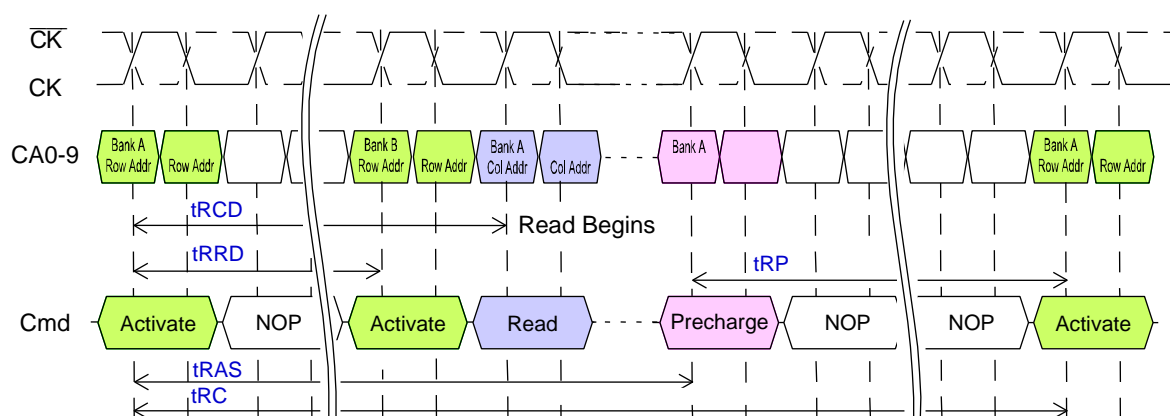 CK
CK
CA0-9
Bank A
Row Addr
Row Addr
Bank B
Row Addr
Row Addr
Bank A
Col Addr
Col Addr
Bank A
Bank A
Row Addr
Row Addr
tRCD
Read Begins
tRRD
tRP
Cmd
Activate
NOP
Activate
Read
Precharge
NOP
NOP
Activate
tRAS
tRC